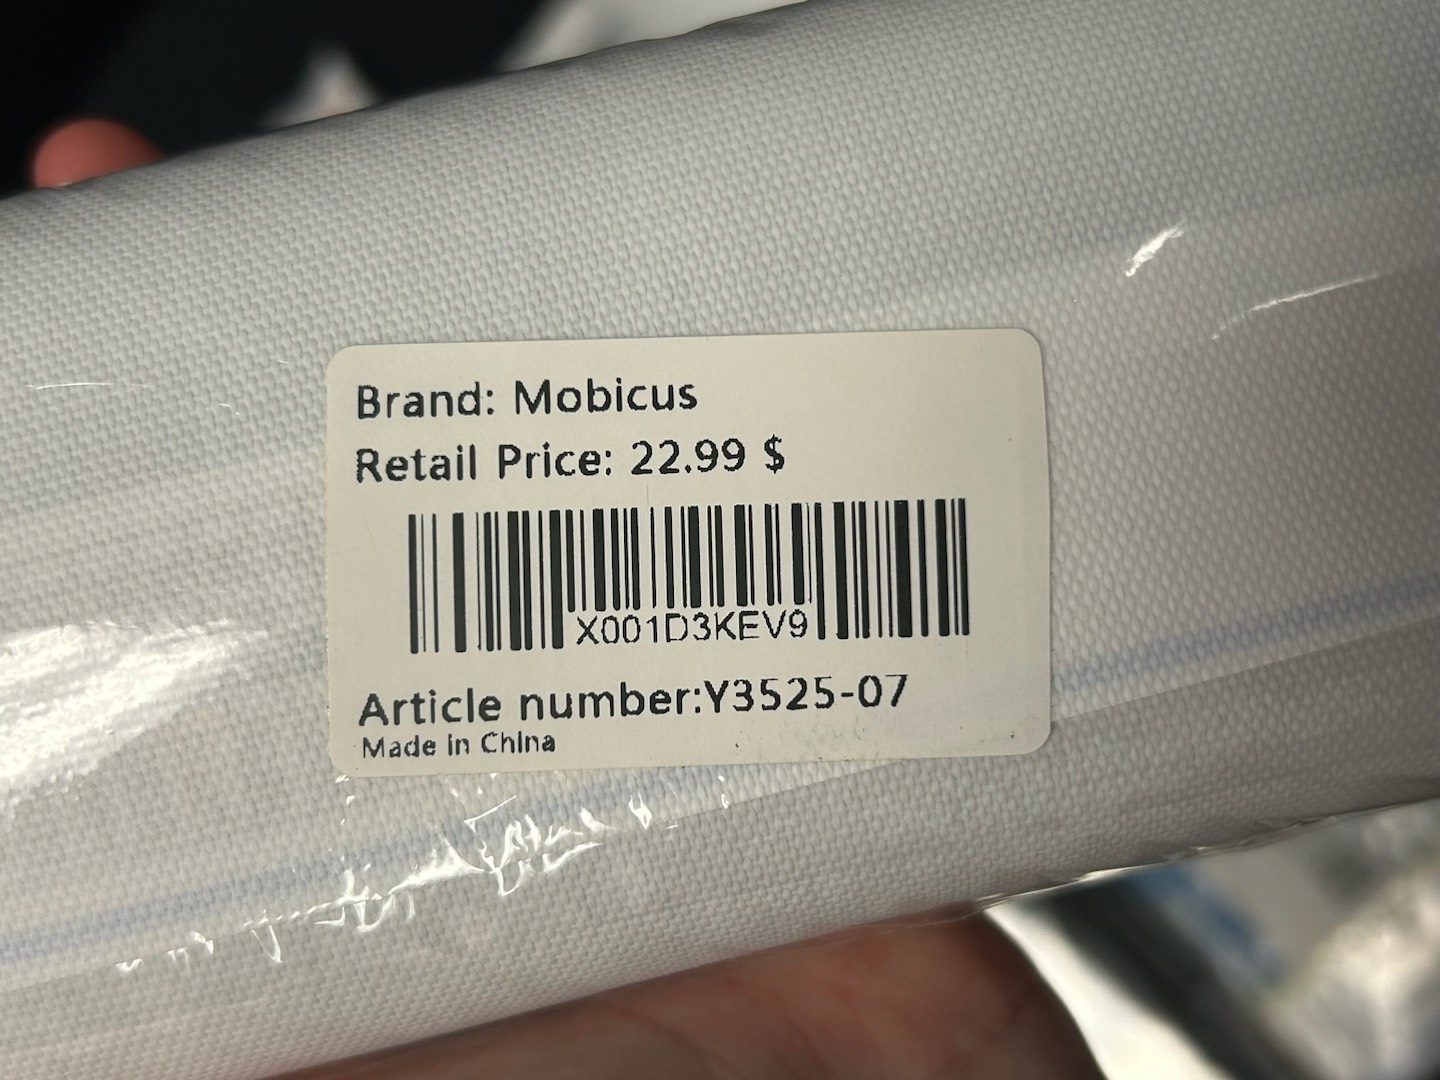 Brand: Mobicus
Retail Price: 22.99 $
X001D3KEV9
Article number:Y3525-07
Made in China